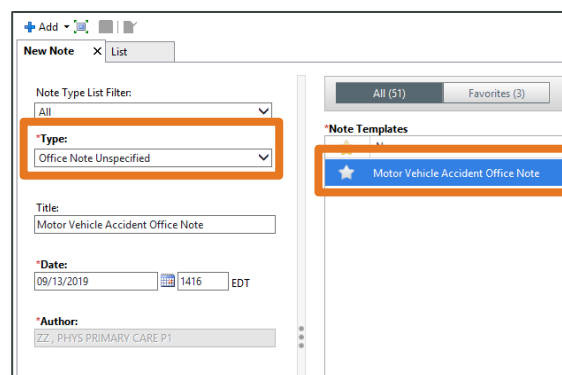 Add
New Note X List
Note Type List Filter:
All
*Type:
Office Note Unspecified
Title:
Motor Vehicle Accident Office Note
*Date:
09/13/2019 1416 EDT
*Author:
ZZ , PHYS PRIMARY CARE P1
All (51) Favorites (3)
*Note Templates
Motor Vehicle Accident Office Note